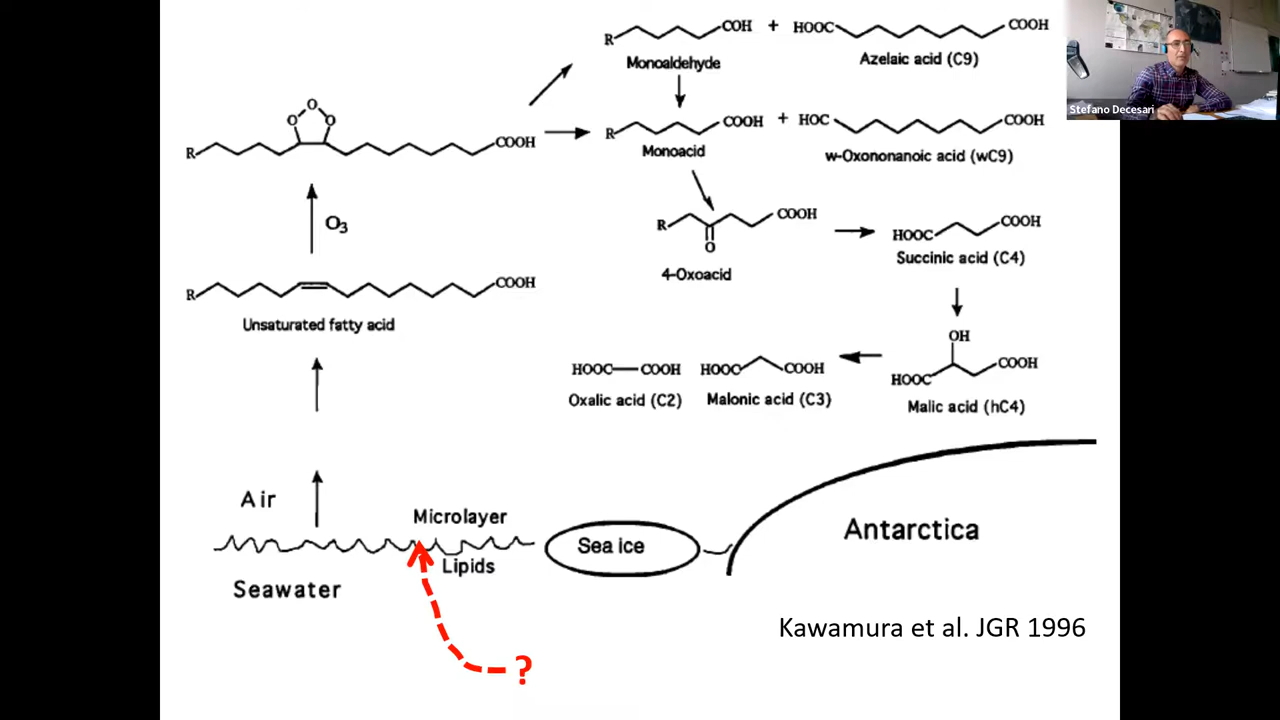 R COH + HOOC COOH
Monoaldehyde Azelaic acid (C9)
Stefano Decesari
O
O O
R COOH
R COOH + HOC COOH
Monoacid w-Oxononanoic acid (wC9)
O3
R COOH
O
4-Oxoacid
HOOC COOH
Succinic acid (C4)
R COOH
Unsaturated fatty acid
OH
HOOC COOH
Malic acid (hC4)
HOOC COOH HOOC COOH
Oxalic acid (C2) Malonic acid (C3)
Air
Microlayer
Lipids
Seawater
Sea ice
Antarctica
Kawamura et al. JGR 1996
?